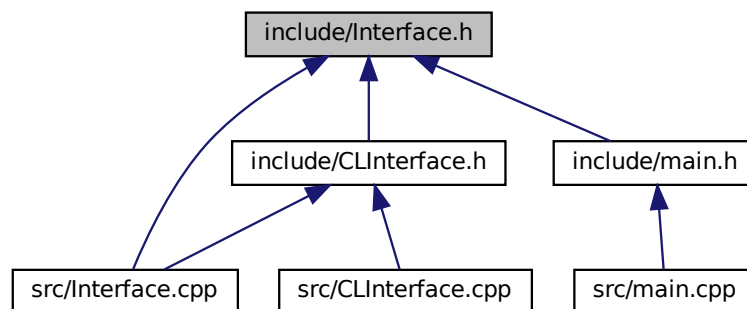 include/Interface.h
include/CLInterface.h
include/main.h
src/Interface.cpp
src/CLInterface.cpp
src/main.cpp